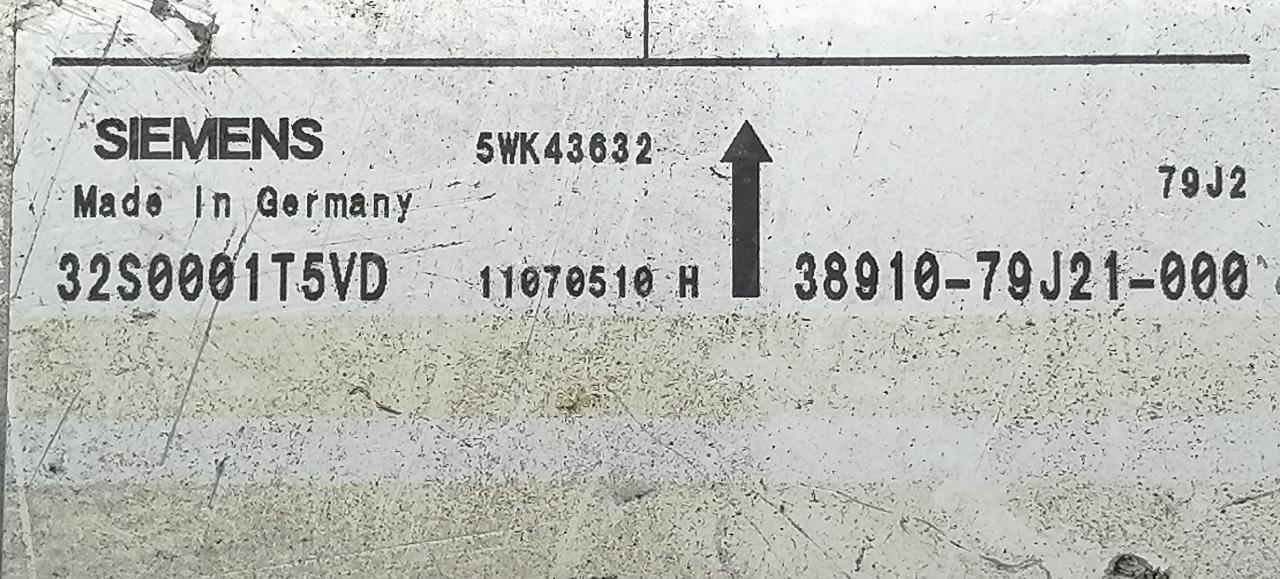 SIEMENS 5WK43632
79J2
Made In Germany
32S0001T5VD 11070510 H 38910-79J21-000